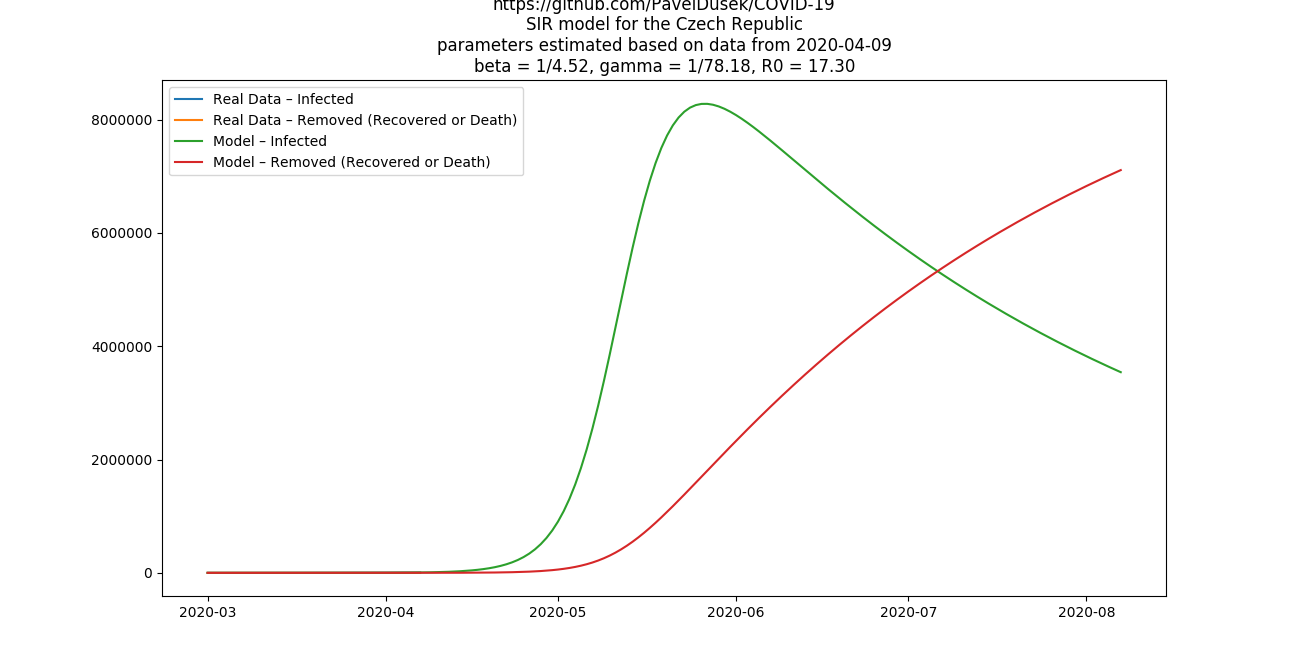 https://github.com/PavelDusek/COVID-19
SIR model for the Czech Republic
parameters estimated based on data from 2020-04-09
beta = 1/4.52, gamma = 1/78.18, R0 = 17.30
Real Data – Infected
Real Data – Removed (Recovered or Death)
Model – Infected
Model – Removed (Recovered or Death)
8000000
6000000
4000000
2000000
0
2020-03 2020-04 2020-05 2020-06 2020-07 2020-08